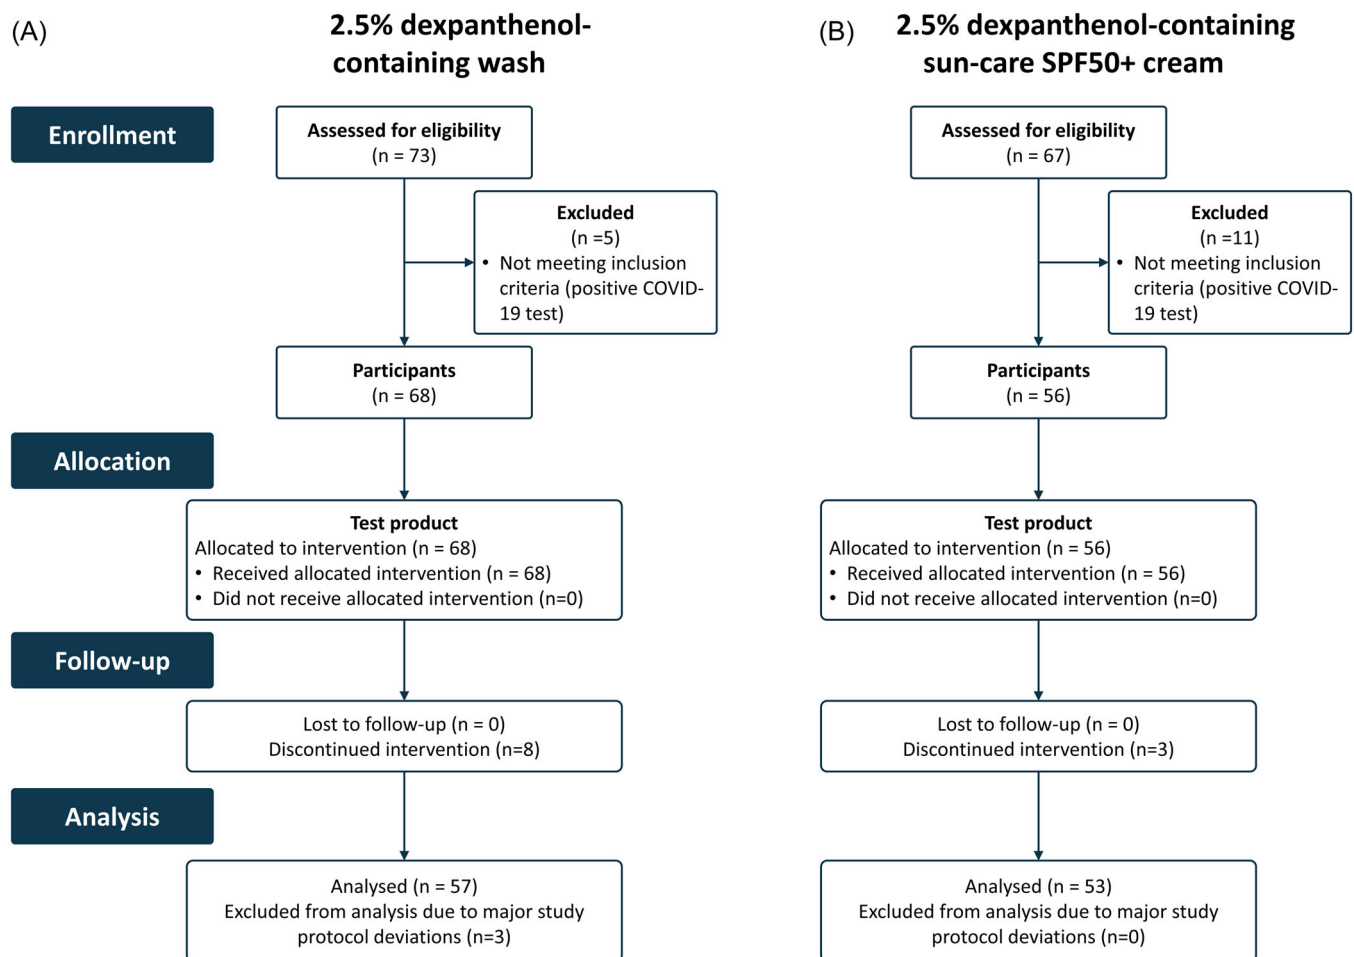 (A)
2.5% dexpanthenol-
containing wash
Enrollment
Assessed for eligibility
(n = 73)
Excluded
(n =5)
• Not meeting inclusion
criteria (positive COVID-
19 test)
Participants
(n = 68)
Allocation
Test product
Allocated to intervention (n = 68)
• Received allocated intervention (n = 68)
• Did not receive allocated intervention (n=0)
Follow-up
Lost to follow-up (n = 0)
Discontinued intervention (n=8)
Analysis
Analysed (n = 57)
Excluded from analysis due to major study
protocol deviations (n=3)
(B)
2.5% dexpanthenol-containing
sun-care SPF50+ cream
Assessed for eligibility
(n = 67)
Excluded
(n =11)
• Not meeting inclusion
criteria (positive COVID-
19 test)
Participants
(n = 56)
Test product
Allocated to intervention (n = 56)
• Received allocated intervention (n = 56)
• Did not receive allocated intervention (n=0)
Lost to follow-up (n = 0)
Discontinued intervention (n=3)
Analysed (n = 53)
Excluded from analysis due to major study
protocol deviations (n=0)